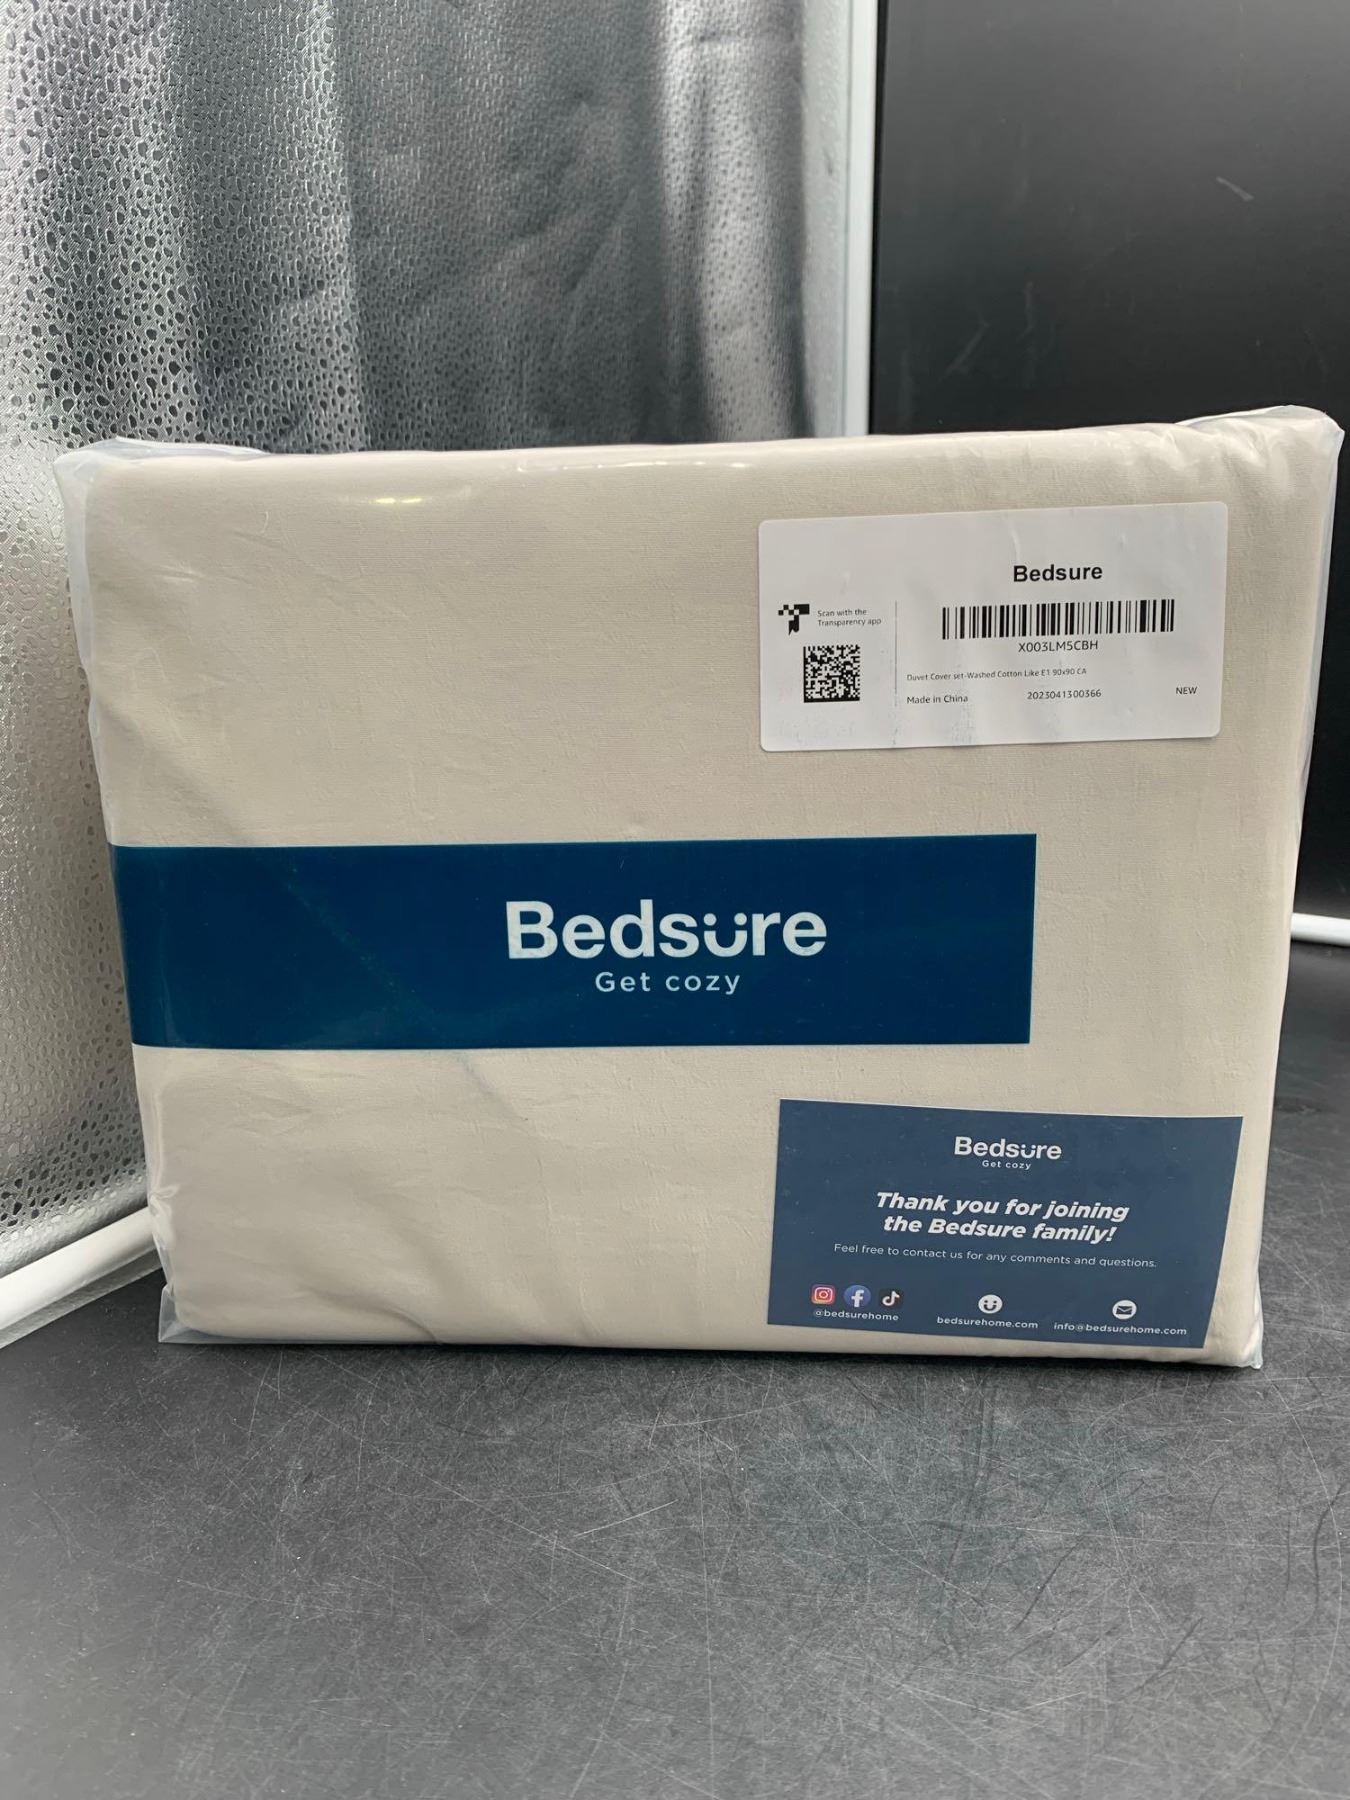 Bedsure
Scan with the
Transparency app
X003LM5CBH
Duvet Cover set-Washed Cotton Like E1 90x90 CA
Made in China
2023041300366
NEW
Bedsure
Get cozy
Bedsure
Get cozy
Thank you for joining
the Bedsure family!
Feel free to contact us for any comments and questions.
@bedsurehome
bedsurehome.com
info@bedsurehome.com